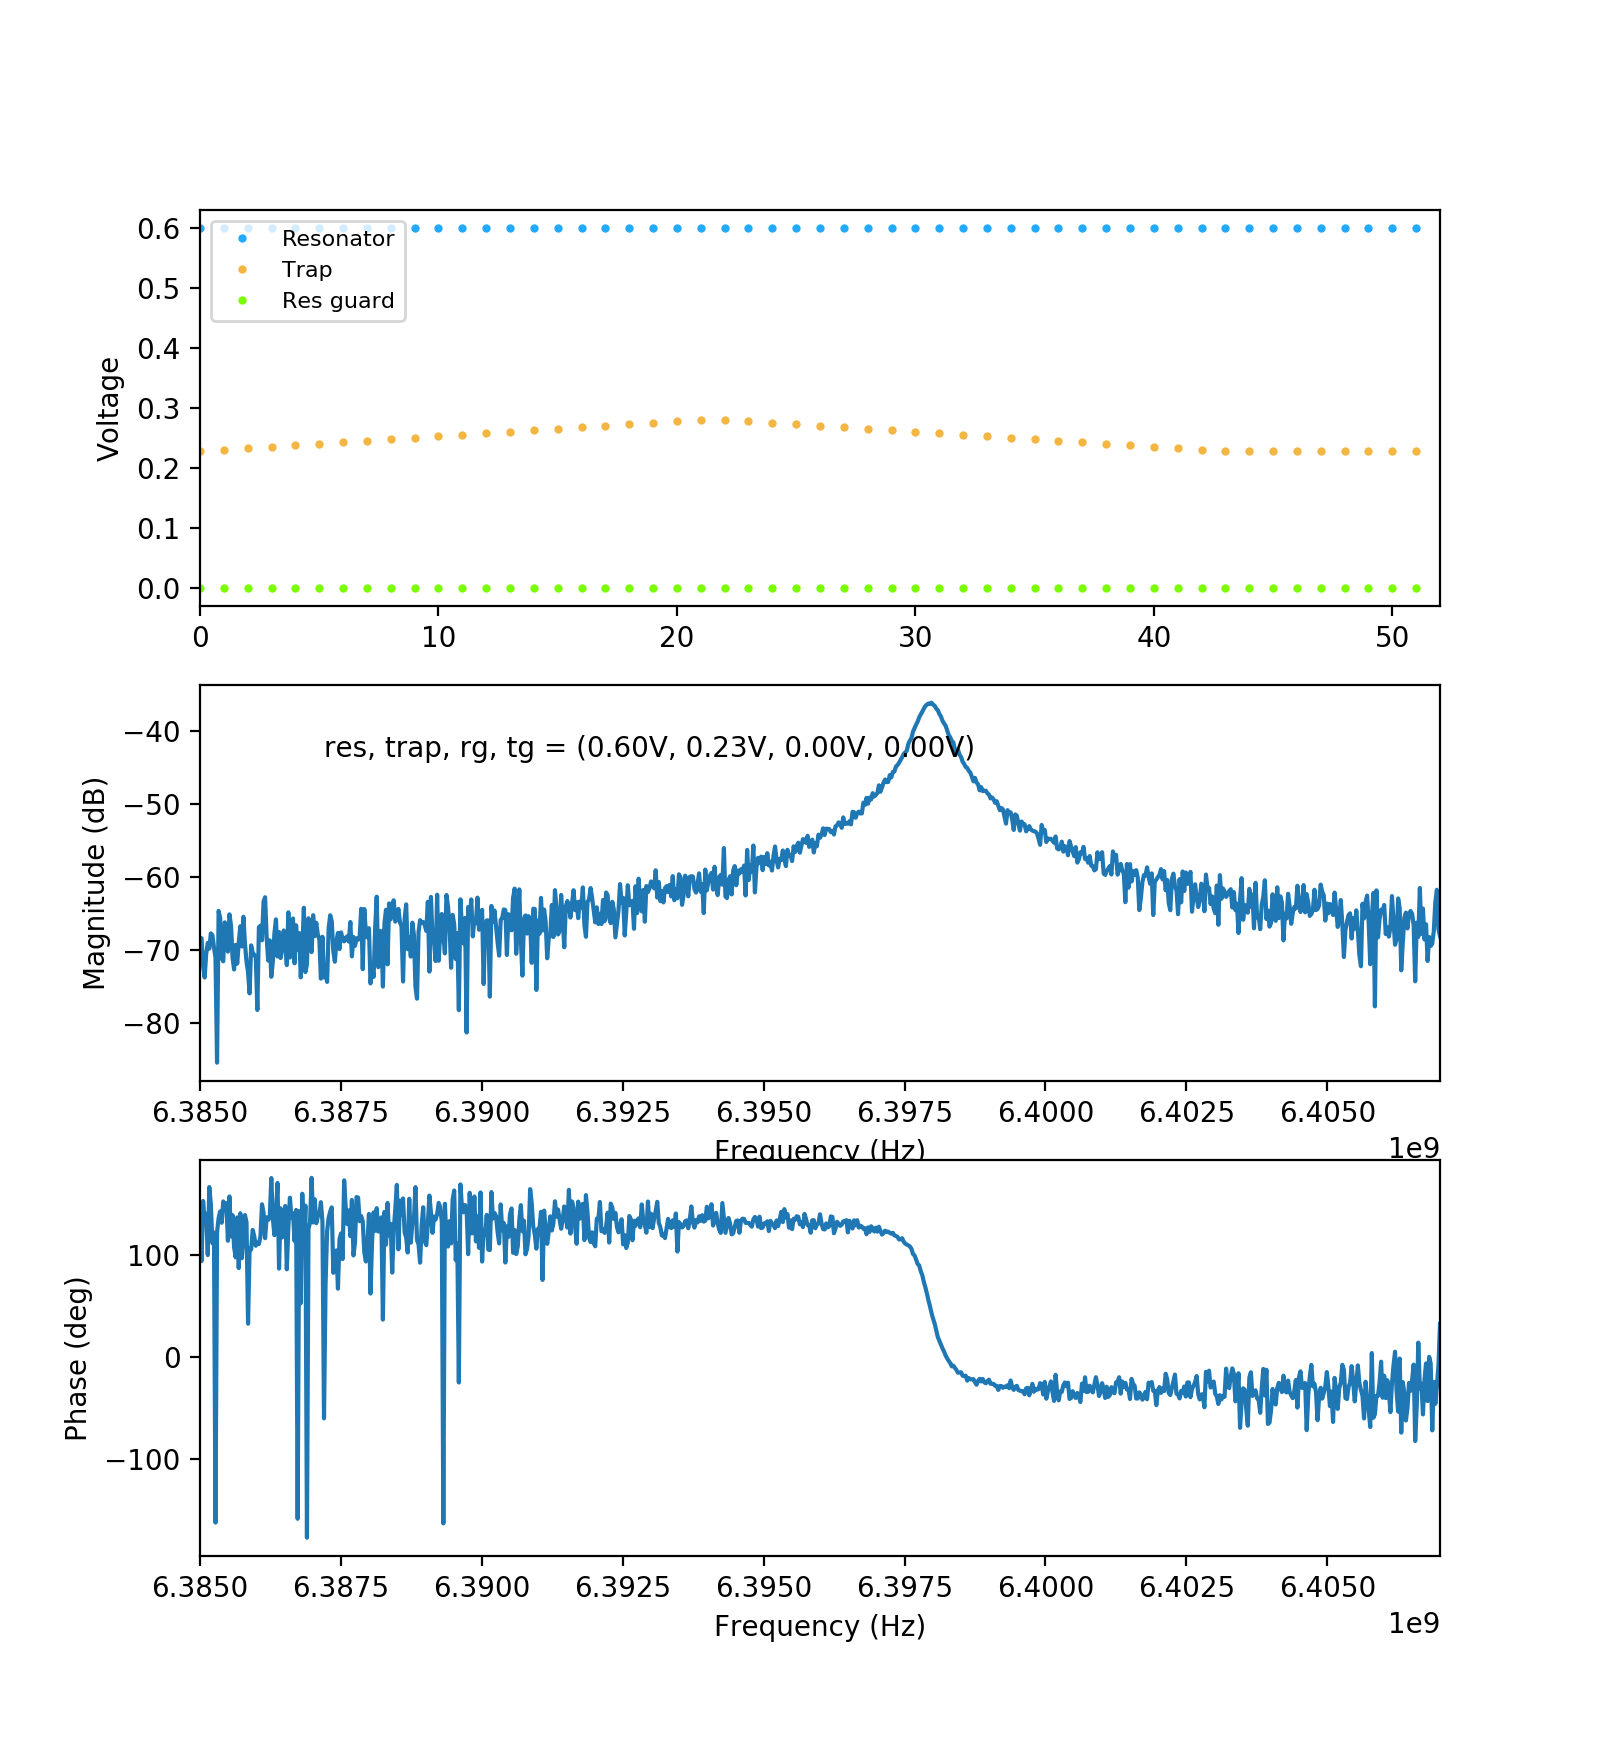 0.6
0.5
0.4
0.3
0.2
0.1
0.0
Voltage
Resonator
Trap
Res guard
0 10 20 30 40 50
−40
−50
−60
−70
−80
Magnitude (dB)
res, trap, rg, tg = (0.60V, 0.23V, 0.00V, 0.00V)
6.3850 6.3875 6.3900 6.3925 6.3950 6.3975 6.4000 6.4025 6.4050
Frequency (Hz)
1e9
100
0
−100
Phase (deg)
6.3850 6.3875 6.3900 6.3925 6.3950 6.3975 6.4000 6.4025 6.4050
Frequency (Hz)
1e9